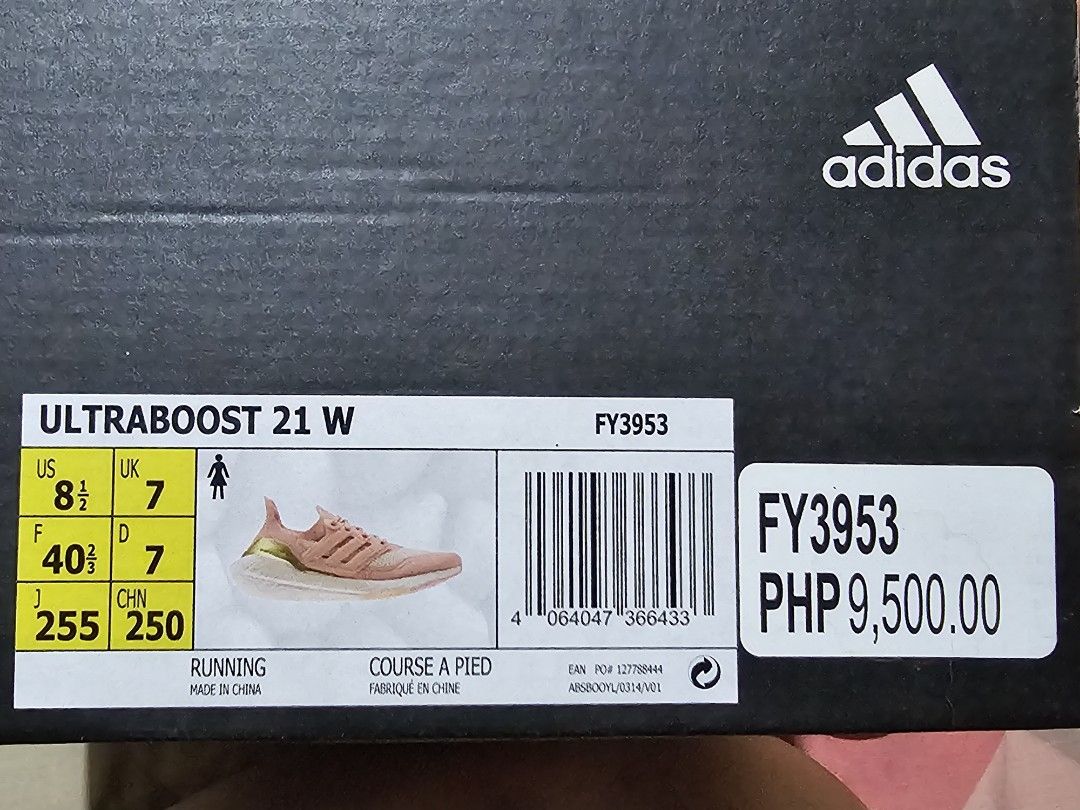 adidas
ULTRABOOST 21 W
FY3953
US 8½
UK 7
F 40⅔
D 7
J 255
CHN 250
4 064047 366433
FY3953
PHP 9,500.00
RUNNING
MADE IN CHINA
COURSE A PIED
FABRIQUÉ EN CHINE
EAN PO# 127788444
ABSBOOYL/0314/V01